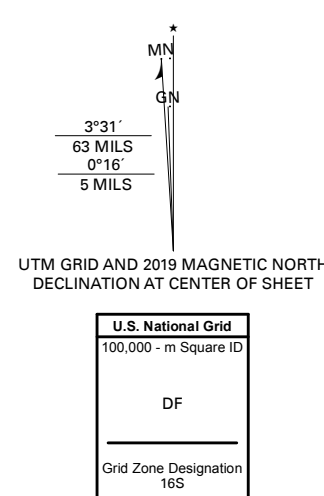 ★
MN
GN
3°31´
63 MILS
0°16´
5 MILS
UTM GRID AND 2019 MAGNETIC NORTH
DECLINATION AT CENTER OF SHEET
U.S. National Grid
100,000 - m Square ID
DF
Grid Zone Designation
16S